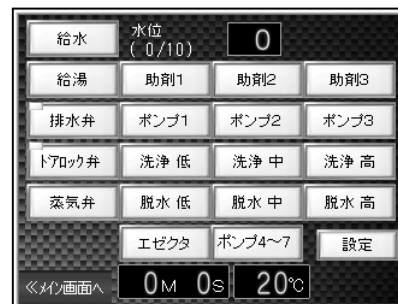 給水 水位 ( 0/10) 0
給湯 助剤1 助剤2 助剤3
排水弁 ポンプ1 ポンプ2 ポンプ3
ドアロック弁 洗浄 低 洗浄 中 洗浄 高
蒸気弁 脱水 低 脱水 中 脱水 高
エゼクタ ポンプ4～7 設定
≪メイン画面へ 0M 0S 20℃